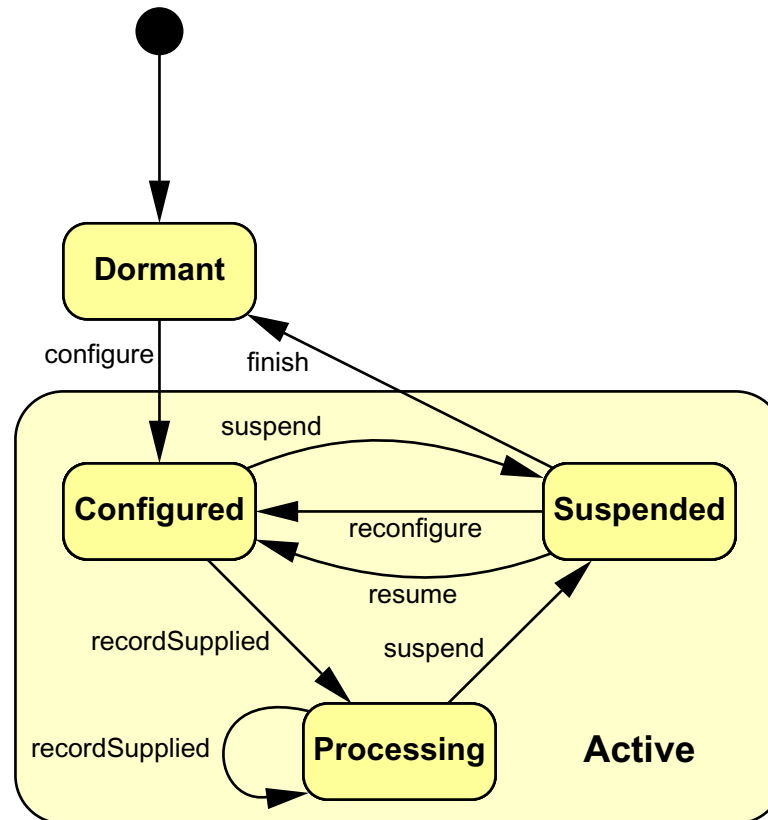 Dormant
configure
finish
suspend
Configured
Suspended
reconfigure
resume
recordSupplied
suspend
recordSupplied
Processing
Active